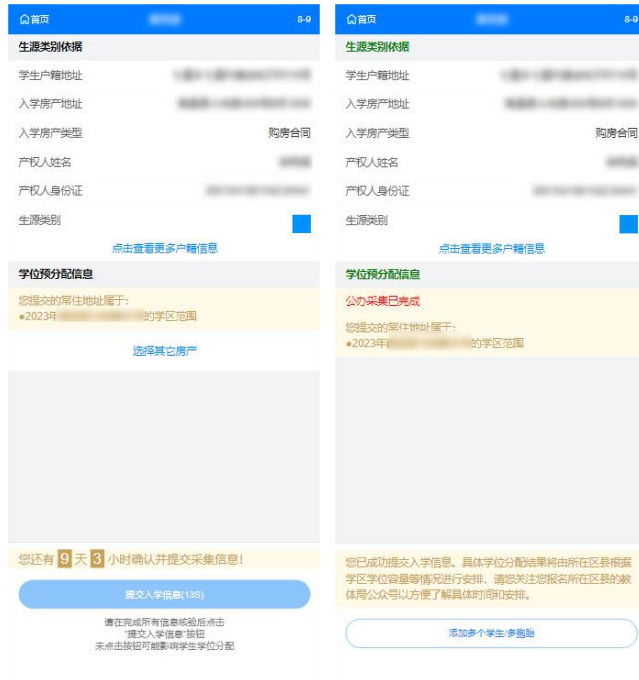 首页
8-9
生源类别依据
学生户籍地址
入学房产地址
入学房产类型 购房合同
产权人姓名
产权人身份证
生源类别
点击查看更多户籍信息
学位预分配信息
您提交的常住地址属于：
●2023年 的学区范围
选择其它房产
您还有 9 天 3 小时确认并提交采集信息！
提交入学信息(13S)
请在完成所有信息核验后点击
“提交入学信息”按钮
未点击按钮可能影响学生学位分配
首页
8-9
生源类别依据
学生户籍地址
入学房产地址
入学房产类型 购房合同
产权人姓名
产权人身份证
生源类别
点击查看更多户籍信息
学位预分配信息
公办采集已完成
您提交的常住地址属于：
●2023年 的学区范围
您已成功提交入学信息。具体学位分配结果将由所在区县根据
学区学位容量等情况进行安排，请您关注您报名所在区县的教
体局公众号以方便了解具体时间和安排。
添加多个学生/多胞胎